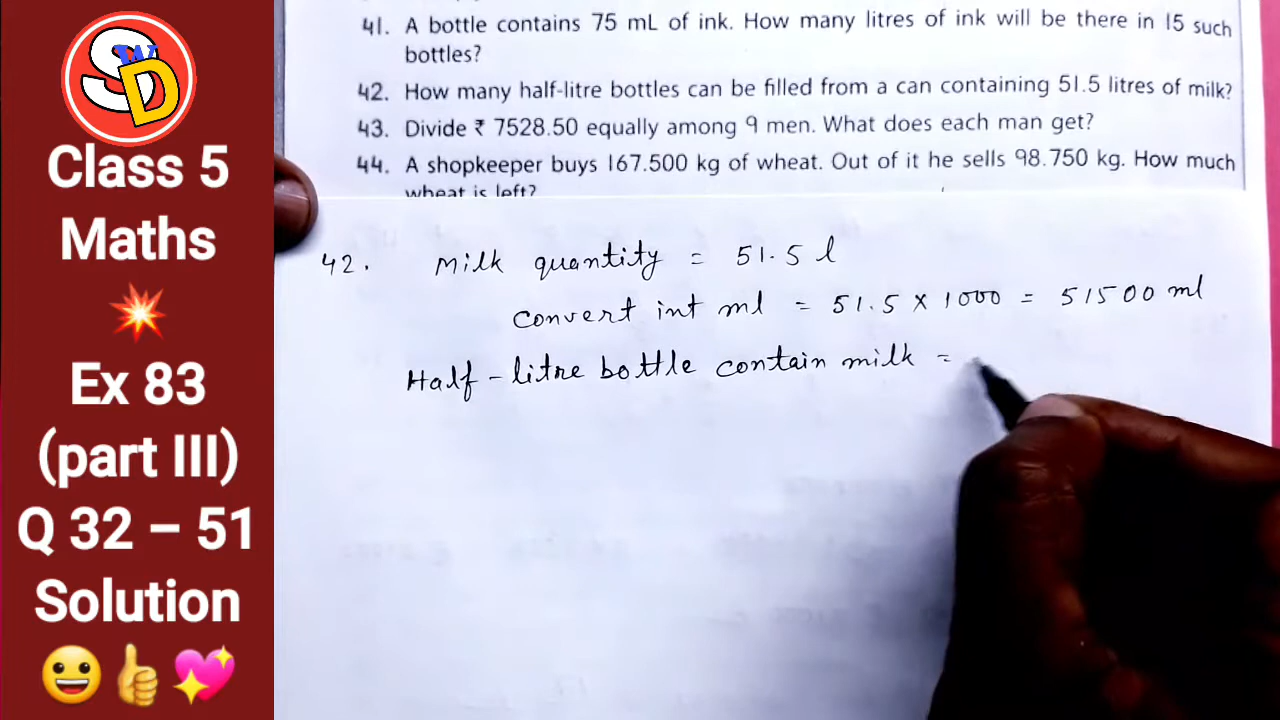 SWD
Class 5
Maths
Ex 83
(part III)
Q 32 – 51
Solution
41. A bottle contains 75 mL of ink. How many litres of ink will be there in 15 such
bottles?
42. How many half-litre bottles can be filled from a can containing 51.5 litres of milk?
43. Divide ₹ 7528.50 equally among 9 men. What does each man get?
44. A shopkeeper buys 167.500 kg of wheat. Out of it he sells 98.750 kg. How much
wheat is left?
42. Milk quantity = 51.5 l
Convert int ml = 51.5 x 1000 = 51500 ml
Half-litre bottle contain milk =